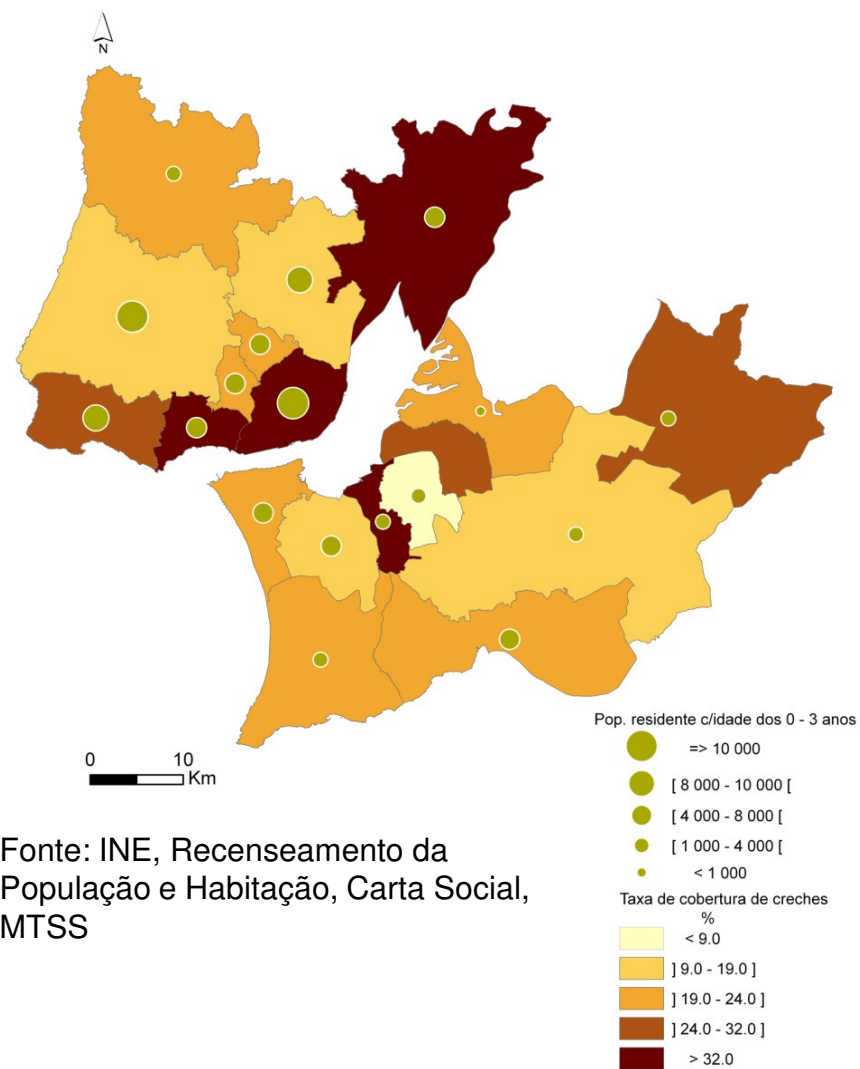 N
0 10
Km
Pop. residente c/idade dos 0 - 3 anos
=> 10 000
[ 8 000 - 10 000 [
[ 4 000 - 8 000 [
[ 1 000 - 4 000 [
< 1 000
Taxa de cobertura de creches
%
< 9.0
] 9.0 - 19.0 ]
] 19.0 - 24.0 ]
] 24.0 - 32.0 ]
> 32.0
Fonte: INE, Recenseamento da
População e Habitação, Carta Social,
MTSS